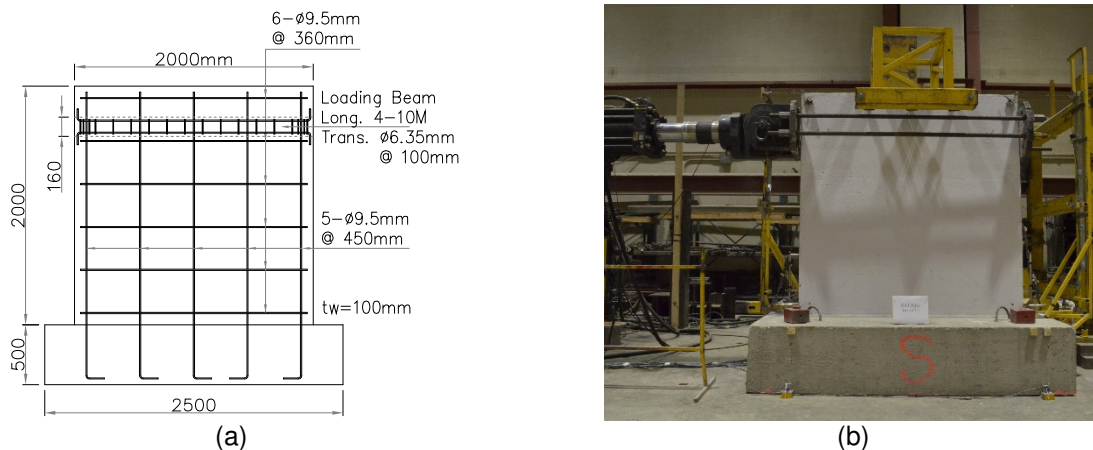 6-ø9.5mm
@ 360mm
2000mm
Loading Beam
Long. 4-10M
Trans. ø6.35mm
@ 100mm
160
2000
5-ø9.5mm
@ 450mm
tw=100mm
500
2500
S
(a)
(b)